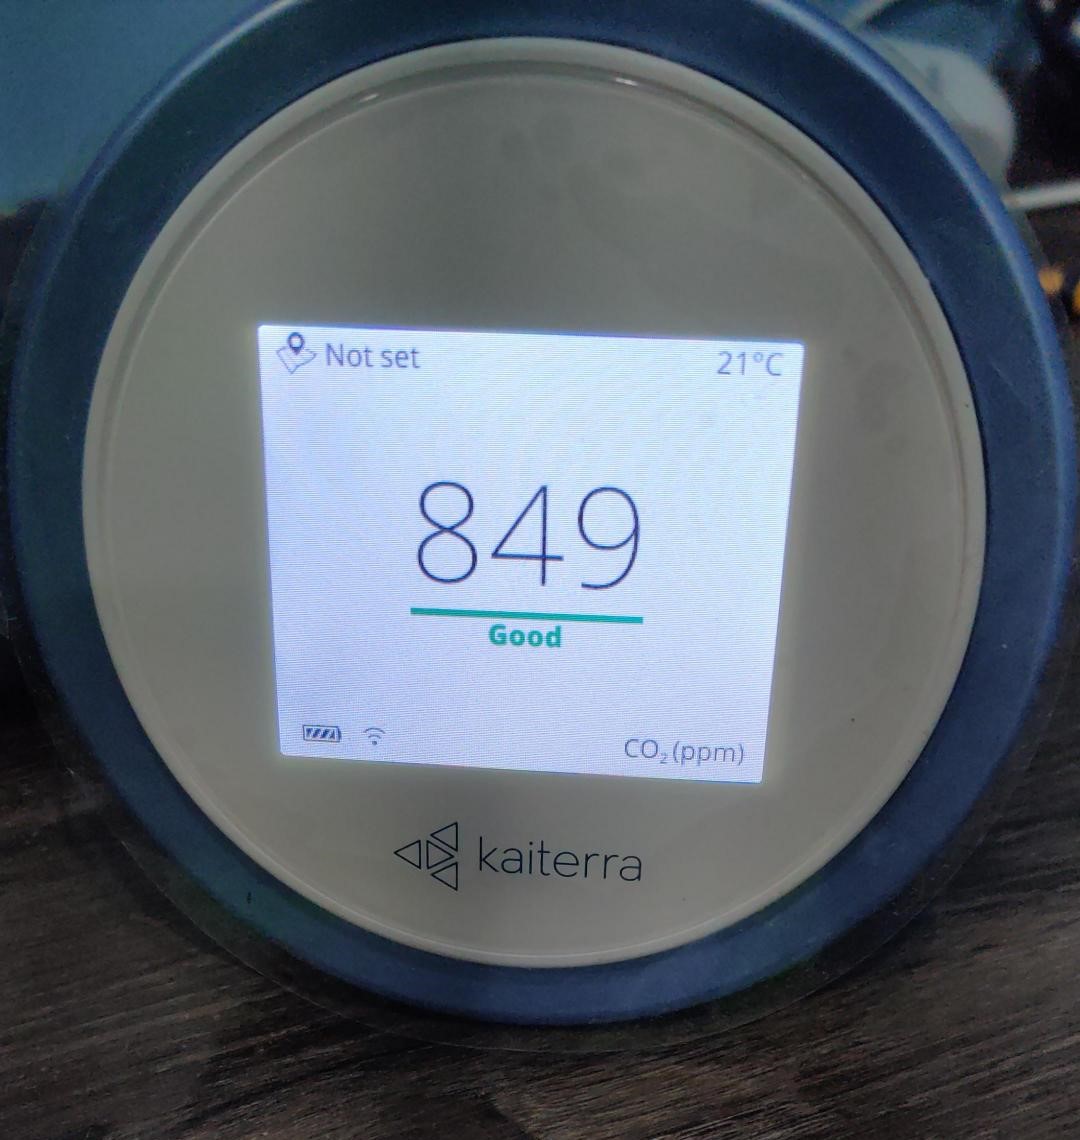 Not set
21°C
849
Good
CO₂ (ppm)
kaiterra